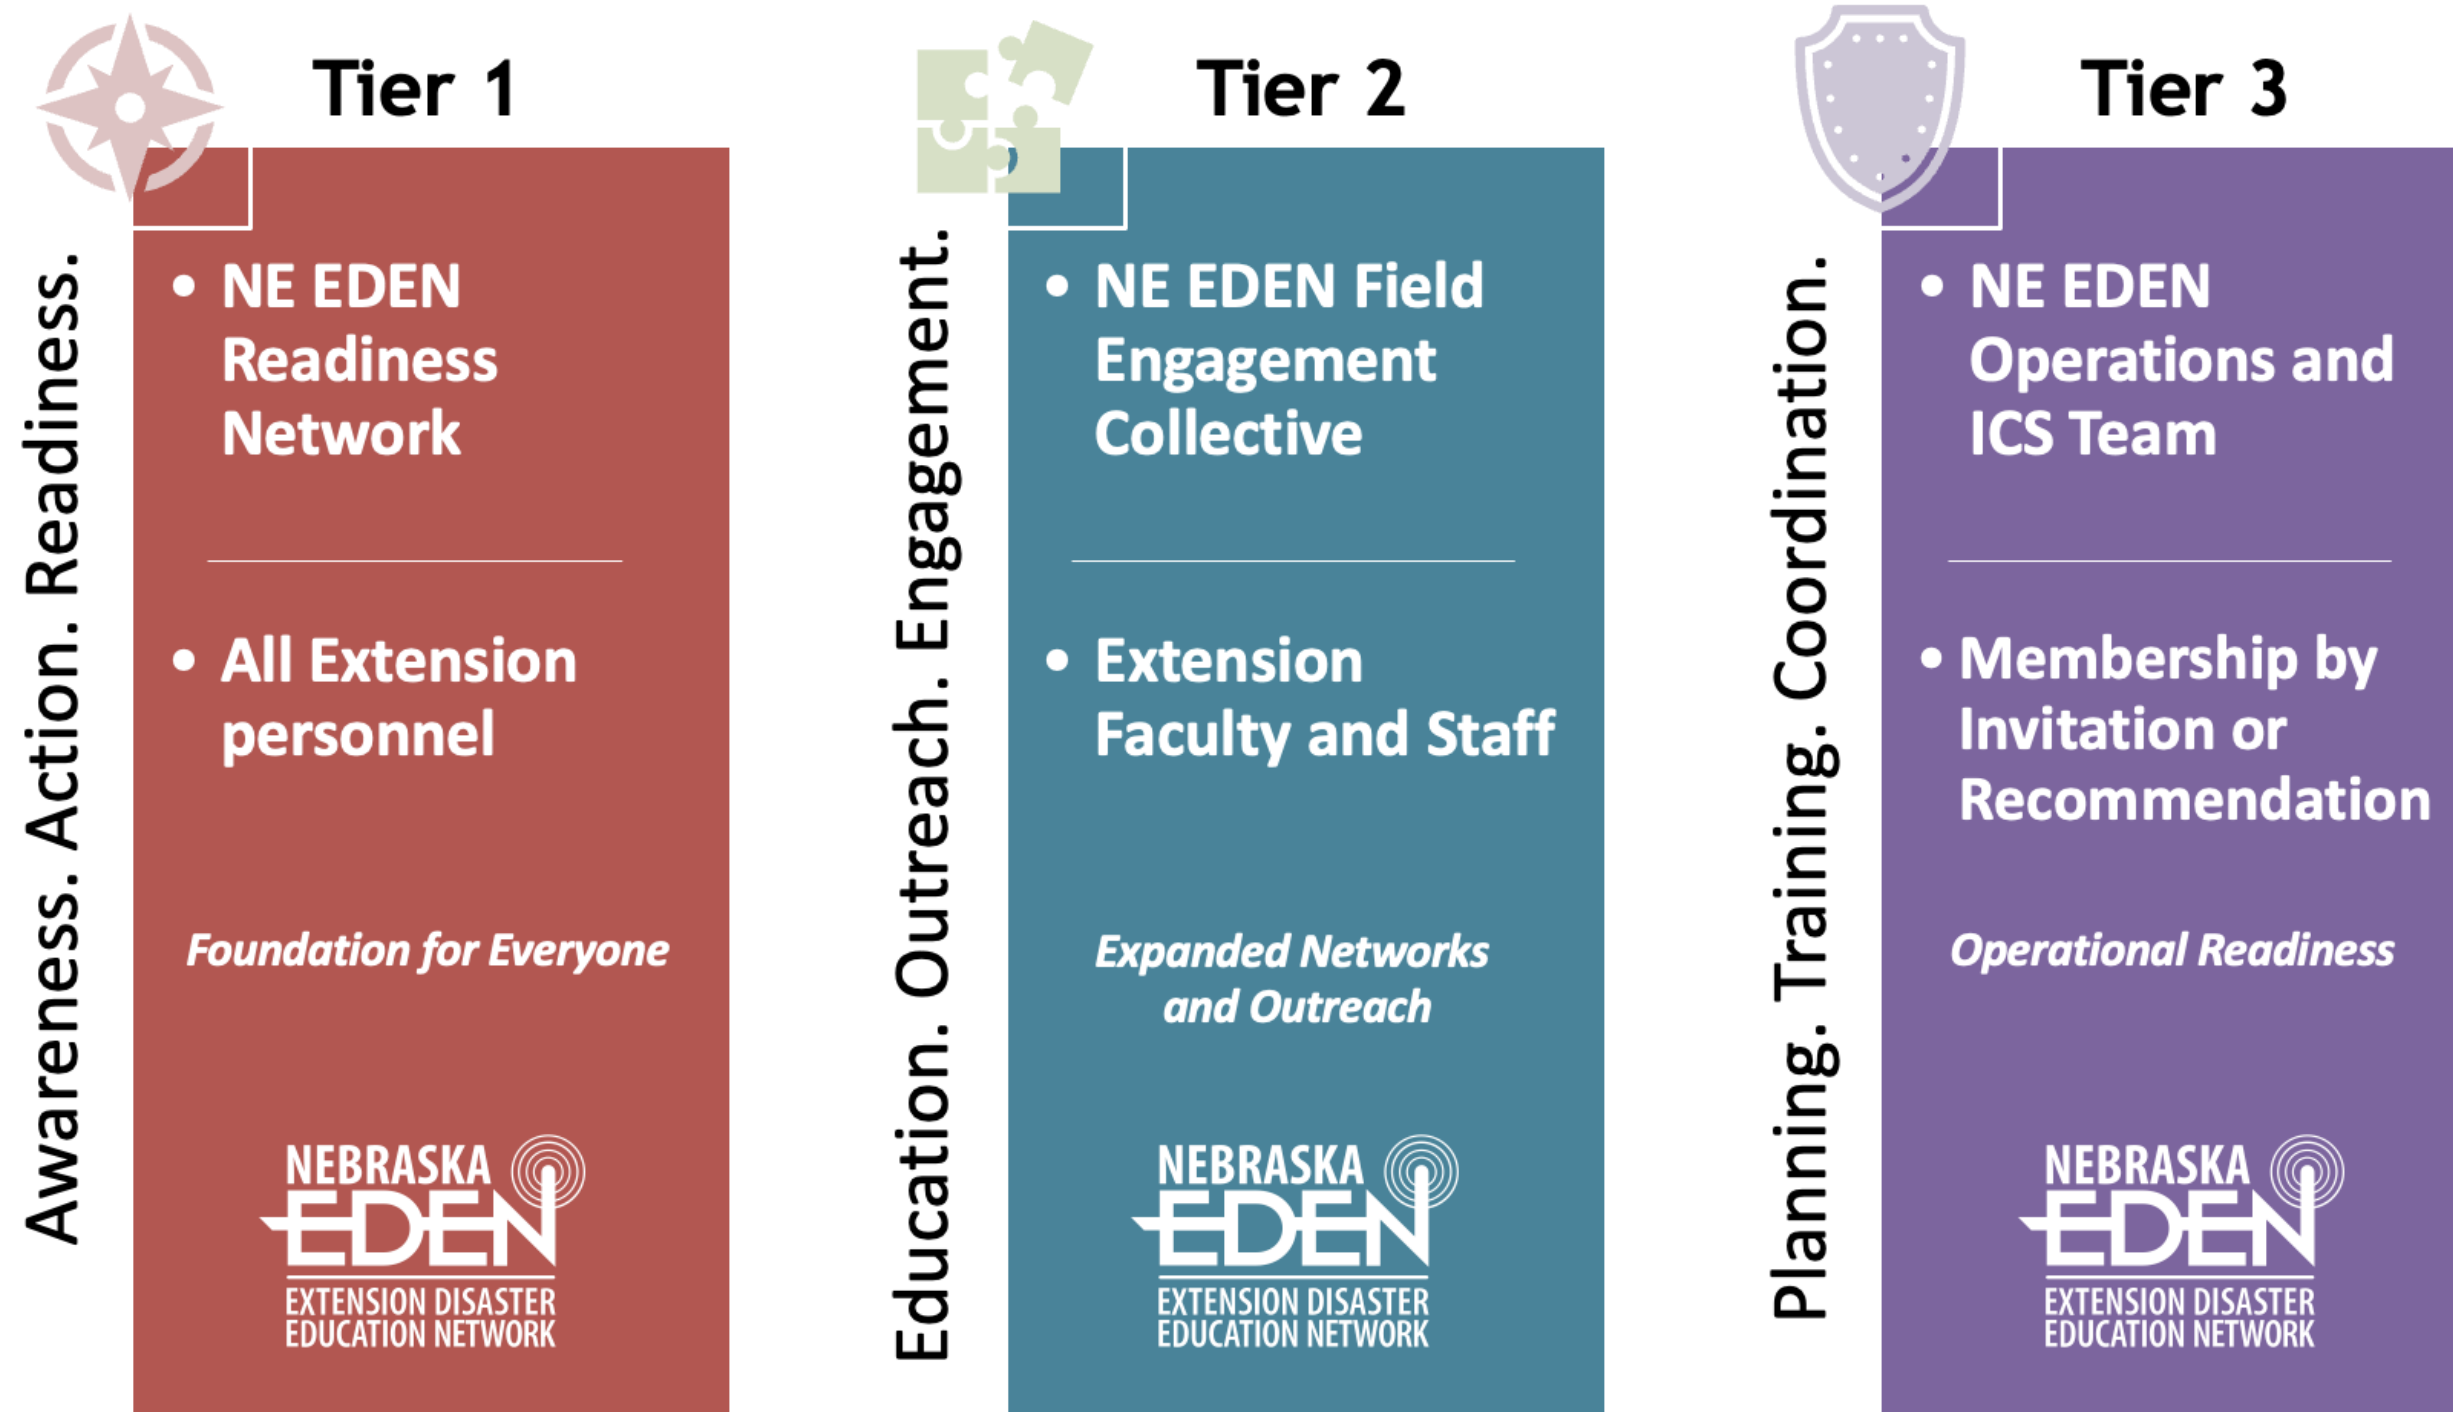 Tier 1
Awareness. Action. Readiness.
• NE EDEN
Readiness
Network
• All Extension
personnel
Foundation for Everyone
NEBRASKA
EDEN
EXTENSION DISASTER
EDUCATION NETWORK
Tier 2
Education. Outreach. Engagement.
• NE EDEN Field
Engagement
Collective
• Extension
Faculty and Staff
Expanded Networks
and Outreach
NEBRASKA
EDEN
EXTENSION DISASTER
EDUCATION NETWORK
Tier 3
Planning. Training. Coordination.
• NE EDEN
Operations and
ICS Team
• Membership by
Invitation or
Recommendation
Operational Readiness
NEBRASKA
EDEN
EXTENSION DISASTER
EDUCATION NETWORK